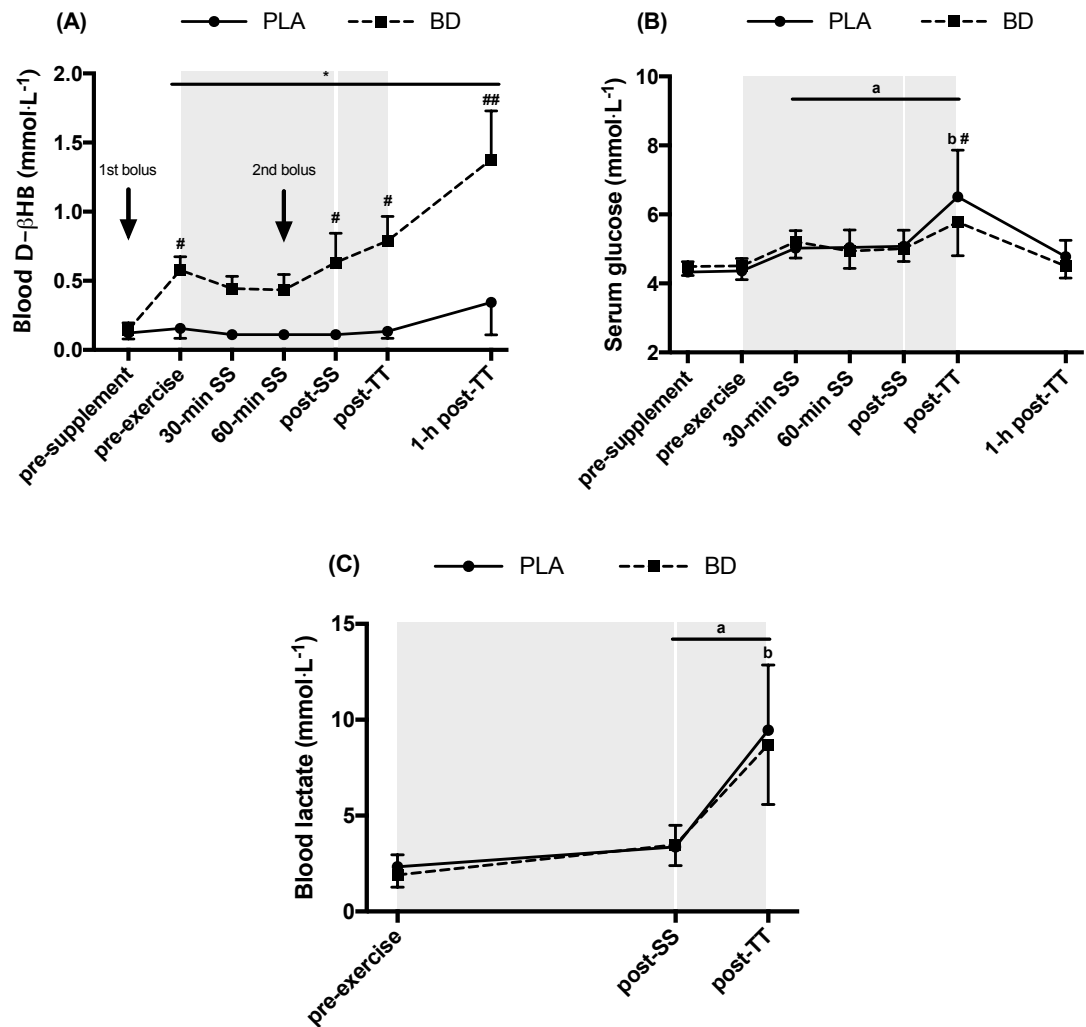 (A)
PLA
BD
Blood D-βHB (mmol·L⁻¹)
2.0
1.5
1.0
0.5
0.0
*
1st bolus
2nd bolus
#
#
#
##
pre-supplement
pre-exercise
30-min SS
60-min SS
post-SS
post-TT
1-h post-TT
(B)
PLA
BD
Serum glucose (mmol·L⁻¹)
10
8
6
4
2
a
b #
pre-supplement
pre-exercise
30-min SS
60-min SS
post-SS
post-TT
1-h post-TT
(C)
PLA
BD
Blood lactate (mmol·L⁻¹)
15
10
5
0
a
b
pre-exercise
post-SS
post-TT